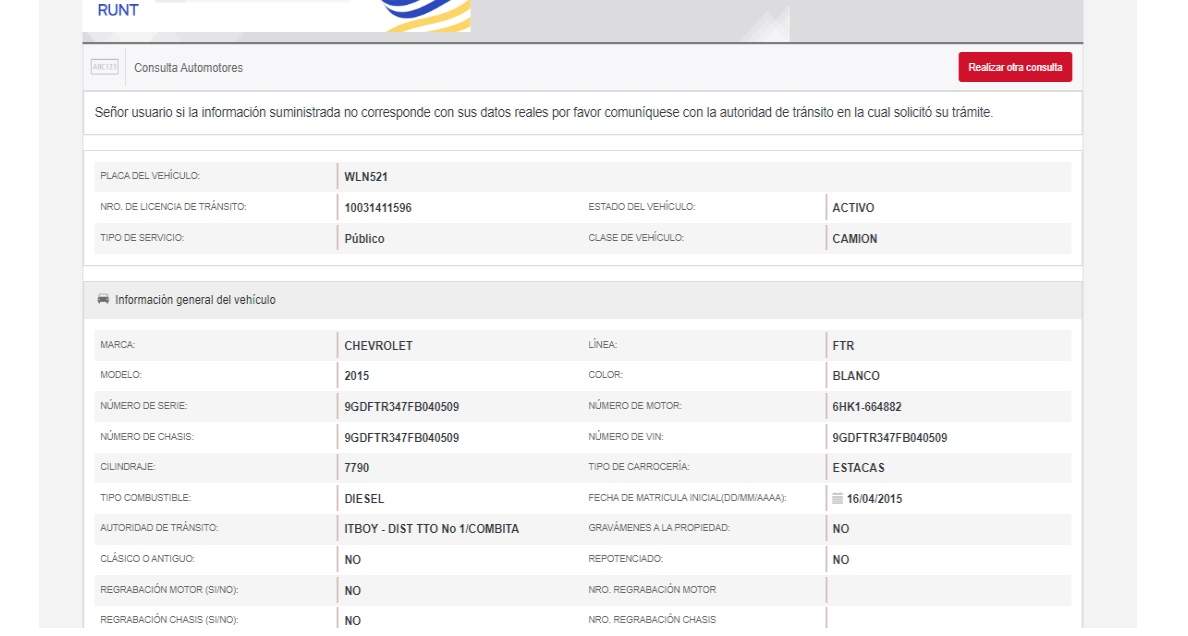 RUNT
ABC123
Consulta Automotores
Realizar otra consulta
Señor usuario si la información suministrada no corresponde con sus datos reales por favor comuníquese con la autoridad de tránsito en la cual solicitó su trámite.
PLACA DEL VEHÍCULO: WLN521
NRO. DE LICENCIA DE TRÁNSITO: 10031411596 ESTADO DEL VEHÍCULO: ACTIVO
TIPO DE SERVICIO: Público CLASE DE VEHÍCULO: CAMION
Información general del vehículo
MARCA: CHEVROLET LÍNEA: FTR
MODELO: 2015 COLOR: BLANCO
NÚMERO DE SERIE: 9GDFTR347FB040509 NÚMERO DE MOTOR: 6HK1-664882
NÚMERO DE CHASIS: 9GDFTR347FB040509 NÚMERO DE VIN: 9GDFTR347FB040509
CILINDRAJE: 7790 TIPO DE CARROCERÍA: ESTACAS
TIPO COMBUSTIBLE: DIESEL FECHA DE MATRICULA INICIAL(DD/MM/AAAA): 16/04/2015
AUTORIDAD DE TRÁNSITO: ITBOY - DIST TTO No 1/COMBITA GRAVÁMENES A LA PROPIEDAD: NO
CLÁSICO O ANTIGUO: NO REPOTENCIADO: NO
REGRABACIÓN MOTOR (SI/NO): NO NRO. REGRABACIÓN MOTOR
REGRABACIÓN CHASIS (SI/NO): NO NRO. REGRABACIÓN CHASIS